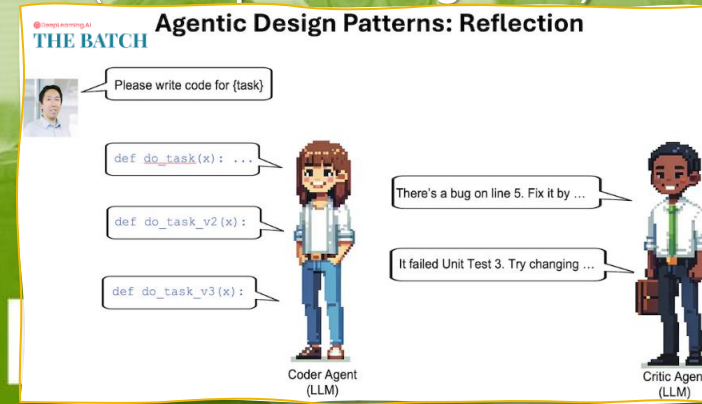 DeepLearning.AI
THE BATCH
Agentic Design Patterns: Reflection
Please write code for {task}
def do_task(x): ...
There's a bug on line 5. Fix it by ...
def do_task_v2(x):
It failed Unit Test 3. Try changing ...
def do_task_v3(x):
Coder Agent
(LLM)
Critic Agen
(LLM)